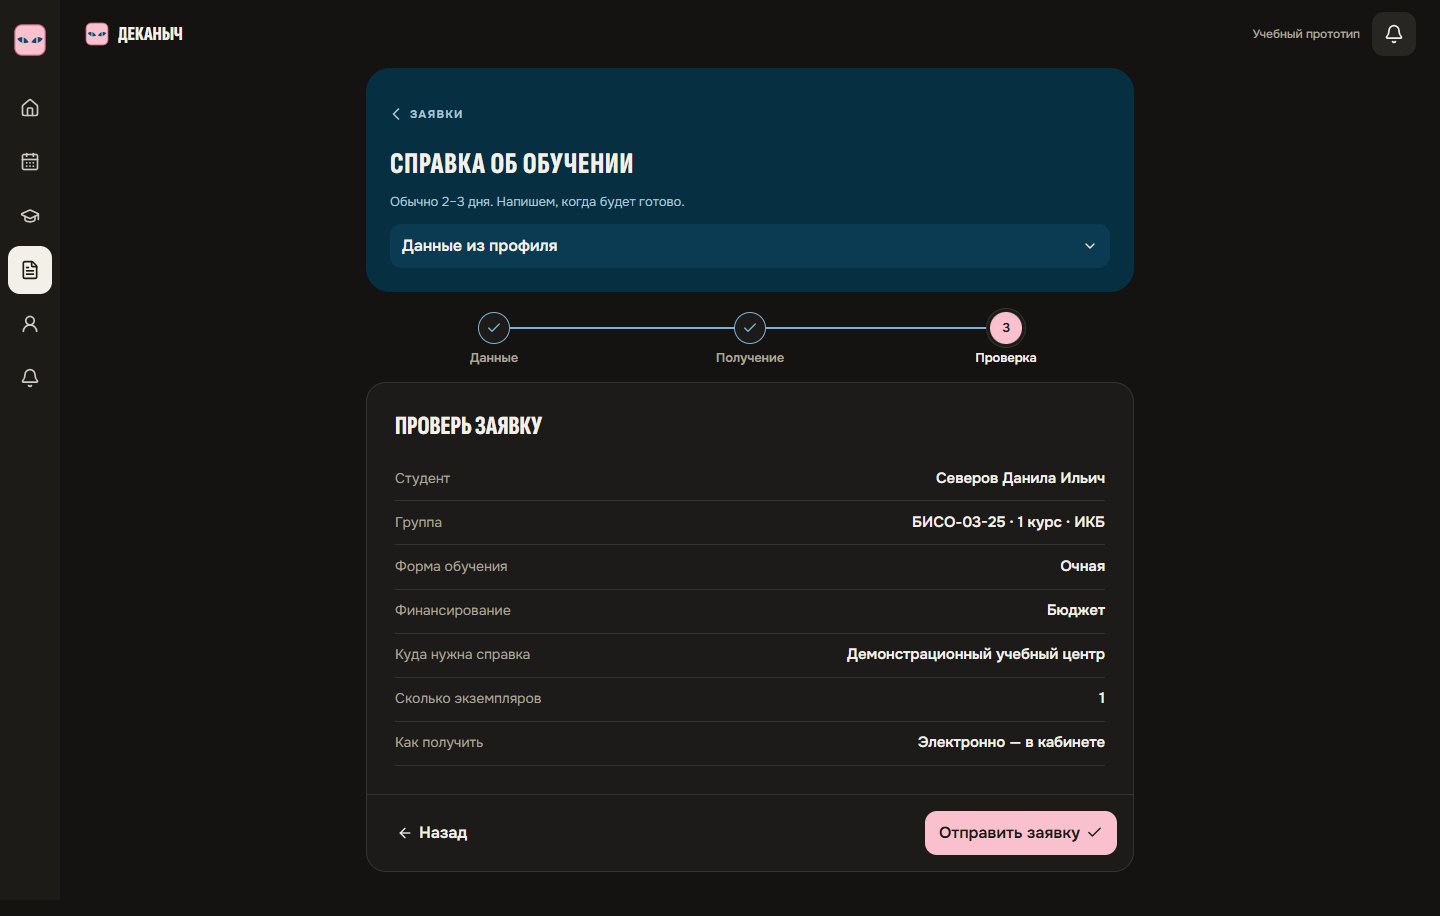 ДЕКАНЫЧ
Учебный прототип
ЗАЯВКИ
СПРАВКА ОБ ОБУЧЕНИИ
Обычно 2–3 дня. Напишем, когда будет готово.
Данные из профиля
3
Данные
Получение
Проверка
ПРОВЕРЬ ЗАЯВКУ
Студент Северов Данила Ильич
Группа БИСО-03-25 · 1 курс · ИКБ
Форма обучения Очная
Финансирование Бюджет
Куда нужна справка Демонстрационный учебный центр
Сколько экземпляров 1
Как получить Электронно — в кабинете
Назад
Отправить заявку